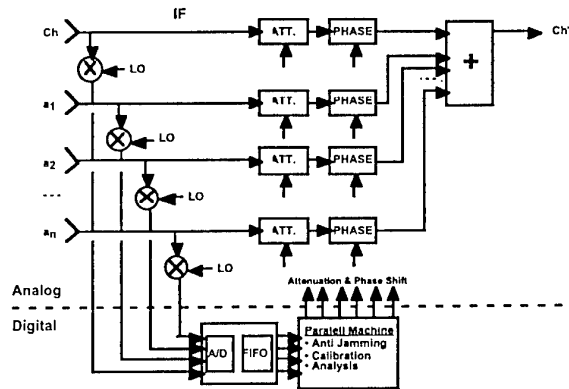 IF
Ch
ATT.
PHASE
Ch'
LO
+
a1
ATT.
PHASE
LO
a2
ATT.
PHASE
LO
an
ATT.
PHASE
LO
Attenuation & Phase Shift
Analog
Digital
A/D
FIFO
Paratell Machine
• Anti Jamming
• Calibration
• Analysis